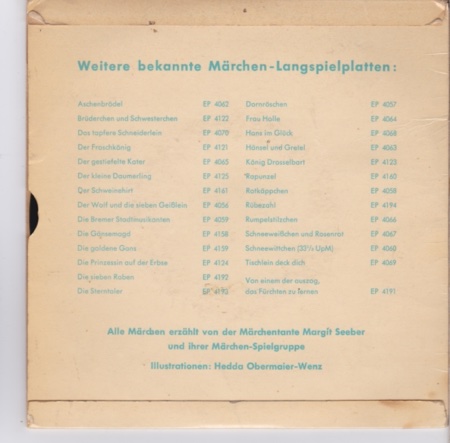 Weitere bekannte Märchen-Langspielplatten:
Aschenbrödel EP 4062
Brüderchen und Schwesterchen EP 4122
Das tapfere Schneiderlein EP 4070
Der Froschkönig EP 4121
Der gestiefelte Kater EP 4065
Der kleine Daumerling EP 4125
Der Schweinehirt EP 4161
Der Wolf und die sieben Geißlein EP 4056
Die Bremer Stadtmusikanten EP 4059
Die Gänsemagd EP 4158
Die goldene Gans EP 4159
Die Prinzessin auf der Erbse EP 4124
Die sieben Raben EP 4192
Die Sterntaler EP 4193
Dornröschen EP 4057
Frau Holle EP 4064
Hans im Glück EP 4068
Hänsel und Gretel EP 4063
König Drosselbart EP 4123
Rapunzel EP 4160
Rotkäppchen EP 4058
Rübezahl EP 4194
Rumpelstilzchen EP 4066
Schneeweißchen und Rosenrot EP 4067
Schneewittchen (33⅓ UpM) EP 4060
Tischlein deck dich EP 4069
Von einem der auszog,
das Fürchten zu lernen EP 4191
Alle Märchen erzählt von der Märchentante Margit Seeber
und ihrer Märchen-Spielgruppe
Illustrationen: Hedda Obermaier-Wenz